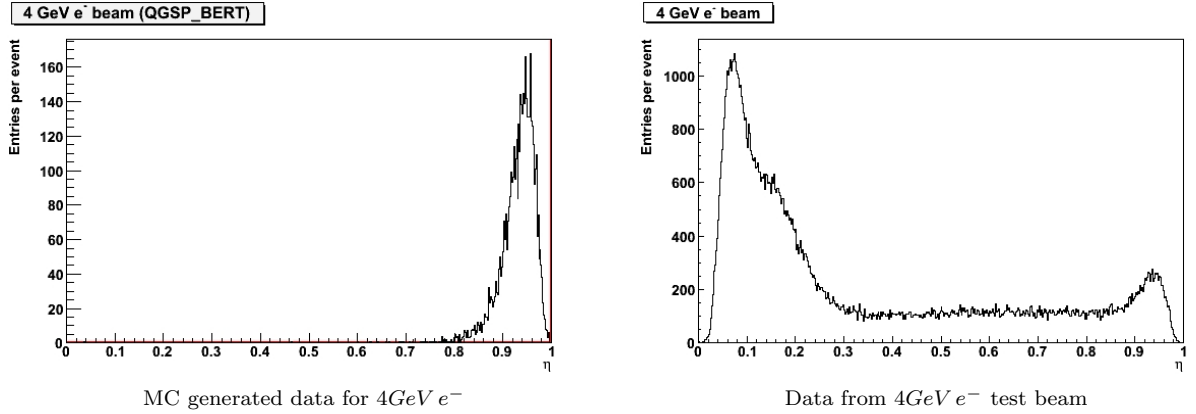 4 GeV e⁻ beam (QGSP_BERT)
Entries per event
160
140
120
100
80
60
40
20
0
0 0.1 0.2 0.3 0.4 0.5 0.6 0.7 0.8 0.9 1
η
MC generated data for 4GeV e⁻
4 GeV e⁻ beam
Entries per event
1000
800
600
400
200
0
0 0.1 0.2 0.3 0.4 0.5 0.6 0.7 0.8 0.9 1
η
Data from 4GeV e⁻ test beam